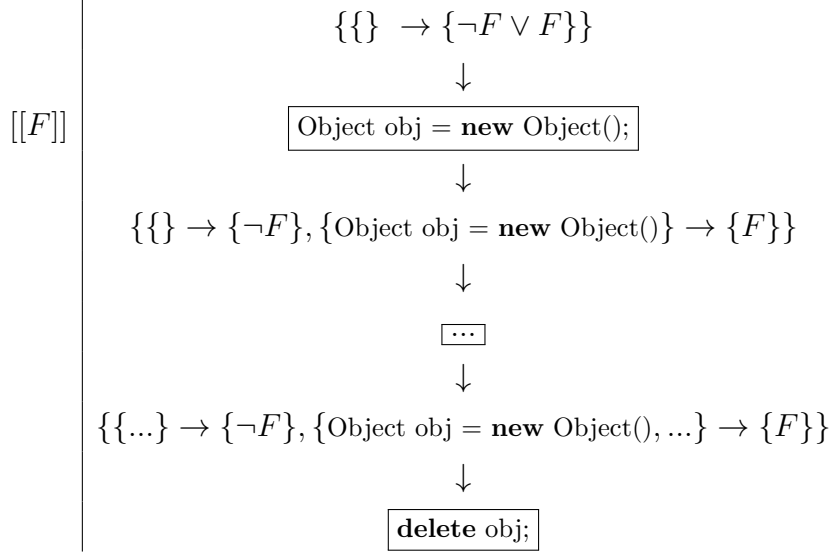 {{} → {¬F ∨ F}}
↓
[[F]] Object obj = new Object();
↓
{{} → {¬F}, {Object obj = new Object()} → {F}}
↓
...
↓
{{...} → {¬F}, {Object obj = new Object(), ...} → {F}}
↓
delete obj;